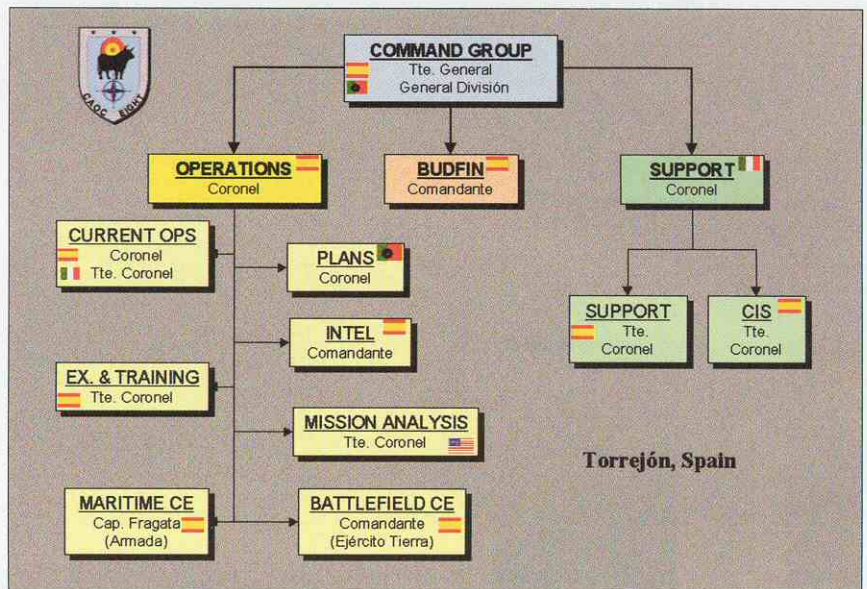 CAOC EIGHT
COMMAND GROUP
Tte. General
General División
OPERATIONS
Coronel
BUDFIN
Comandante
SUPPORT
Coronel
CURRENT OPS
Coronel
Tte. Coronel
PLANS
Coronel
INTEL
Comandante
SUPPORT
Tte.
Coronel
CIS
Tte.
Coronel
EX. & TRAINING
Tte. Coronel
MISSION ANALYSIS
Tte. Coronel
Torrejón, Spain
MARITIME CE
Cap. Fragata
(Armada)
BATTLEFIELD CE
Comandante
(Ejército Tierra)